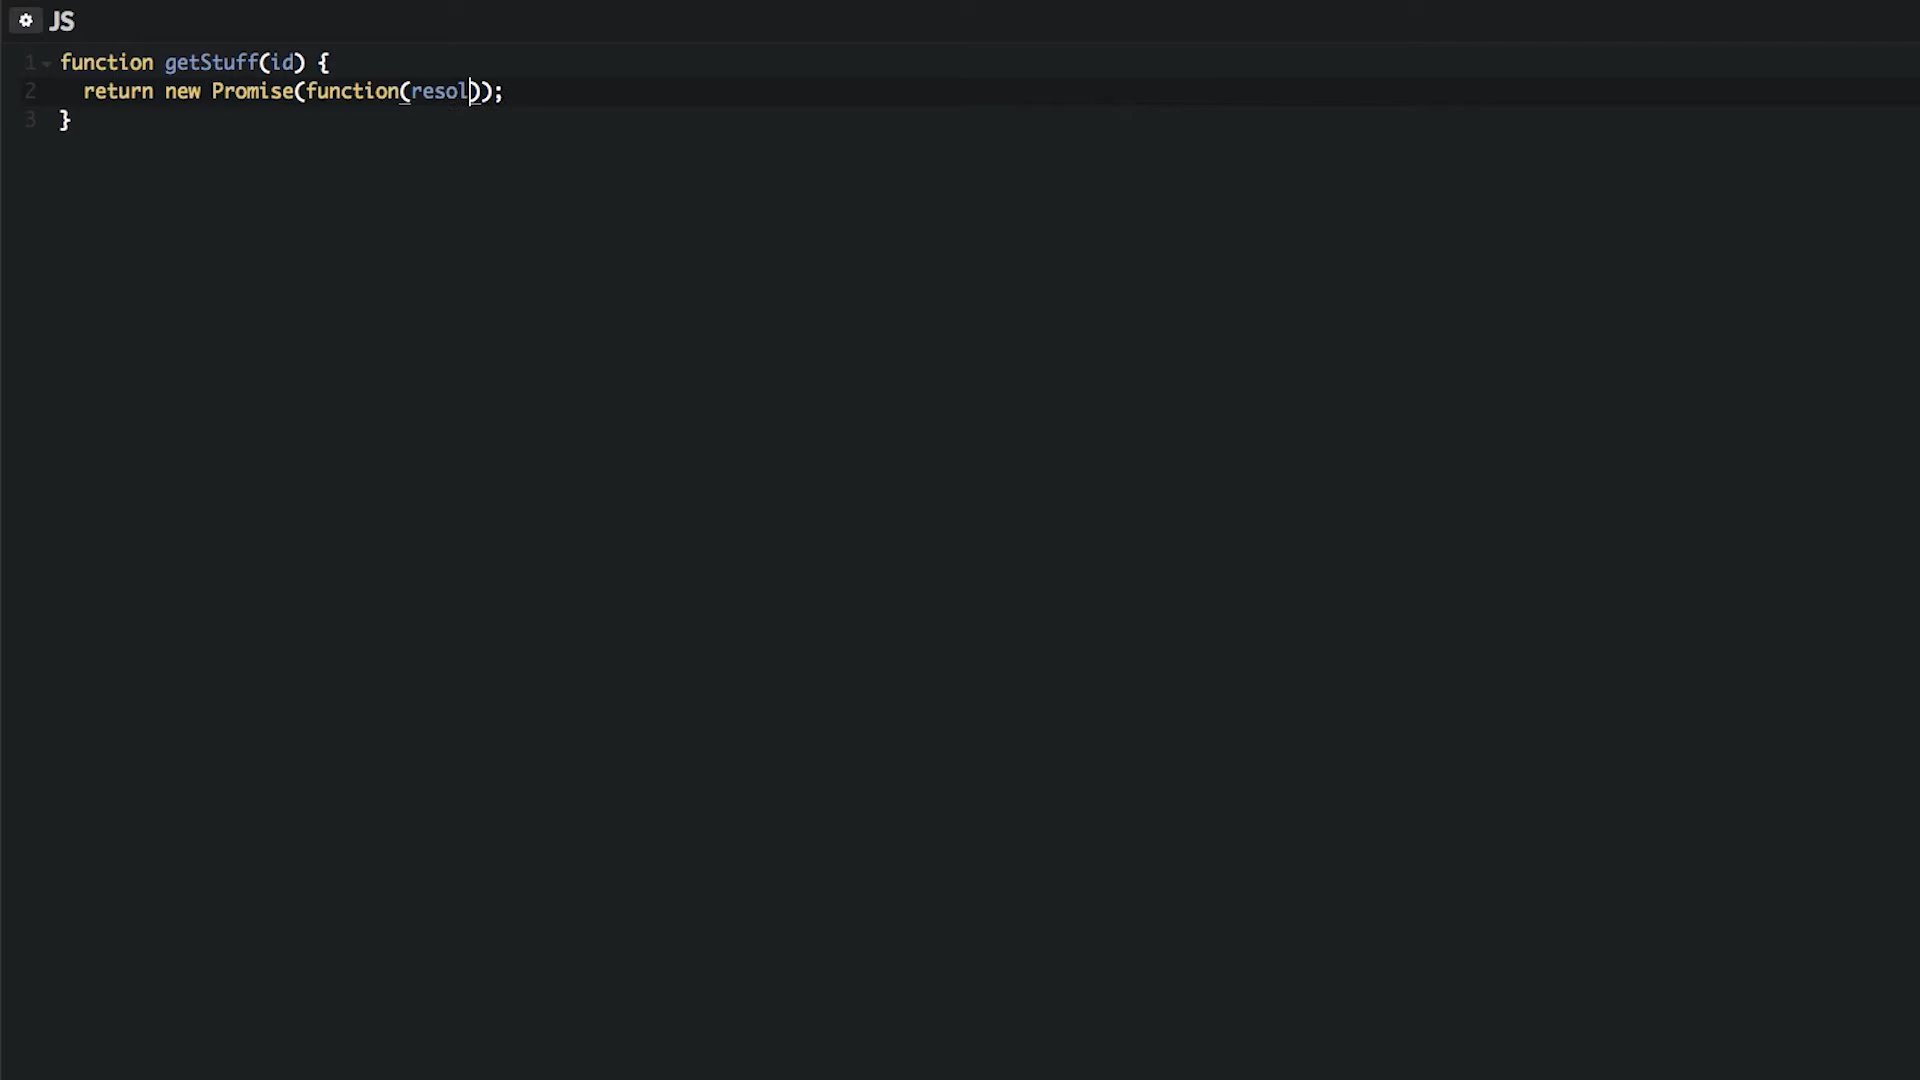 JS
1 function getStuff(id) {
2 return new Promise(function(resol));
3 }